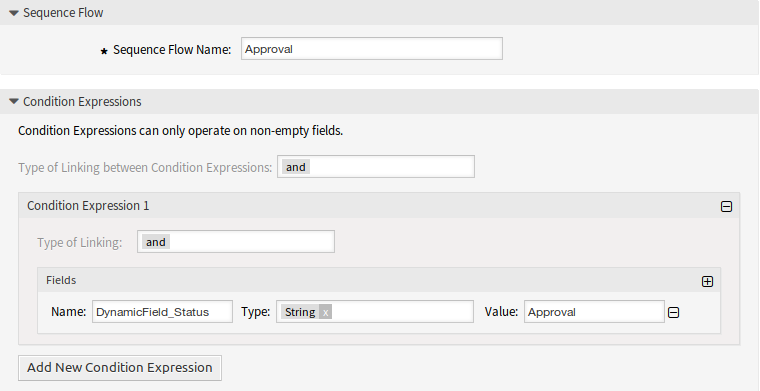 Sequence Flow
★ Sequence Flow Name: Approval
Condition Expressions
Condition Expressions can only operate on non-empty fields.
Type of Linking between Condition Expressions: and
Condition Expression 1
Type of Linking: and
Fields
Name: DynamicField_Status Type: String x Value: Approval
Add New Condition Expression